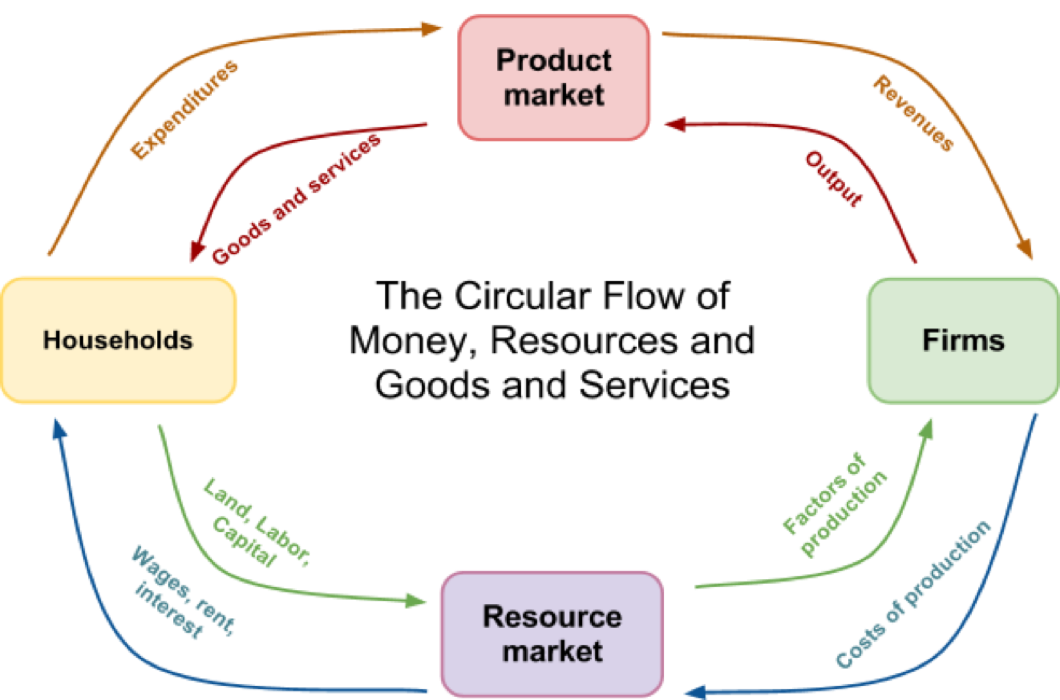 Product
market
Expenditures
Revenues
Goods and services
Output
The Circular Flow of
Money, Resources and
Goods and Services
Households
Firms
Land, Labor,
Capital
Factors of
production
Wages, rent,
interest
Costs of production
Resource
market